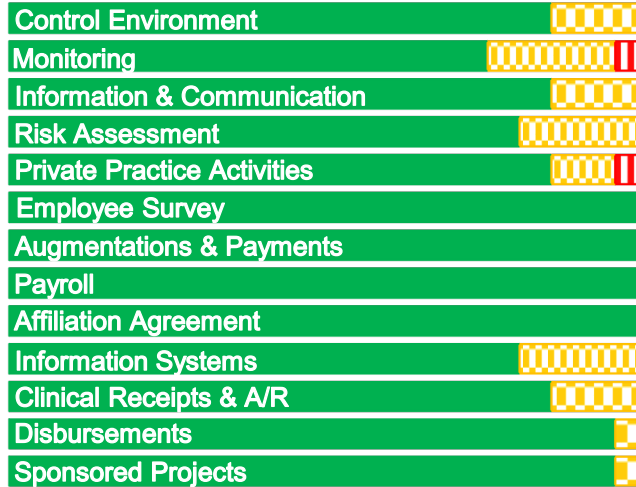 Control Environment
Monitoring
Information & Communication
Risk Assessment
Private Practice Activities
Employee Survey
Augmentations & Payments
Payroll
Affiliation Agreement
Information Systems
Clinical Receipts & A/R
Disbursements
Sponsored Projects